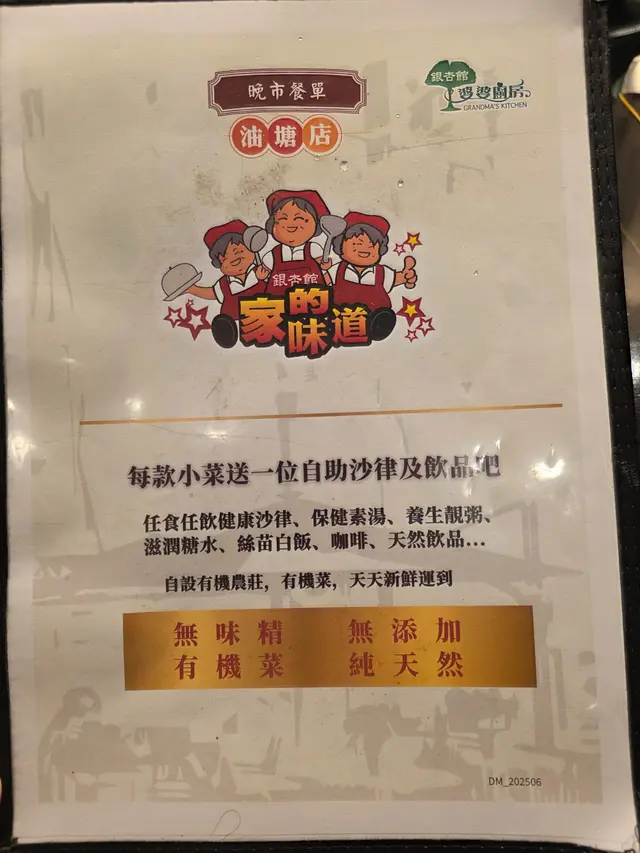 晚市餐單
油塘店
銀杏館
婆婆廚房
GRANDMA'S KITCHEN
銀杏館
家的味道
每款小菜送一位自助沙律及飲品吧
任食任飲健康沙律、保健素湯、養生靚粥、
滋潤糖水、絲苗白飯、咖啡、天然飲品...
自設有機農莊，有機菜，天天新鮮運到
無味精 無添加
有機菜 純天然
DM_202506